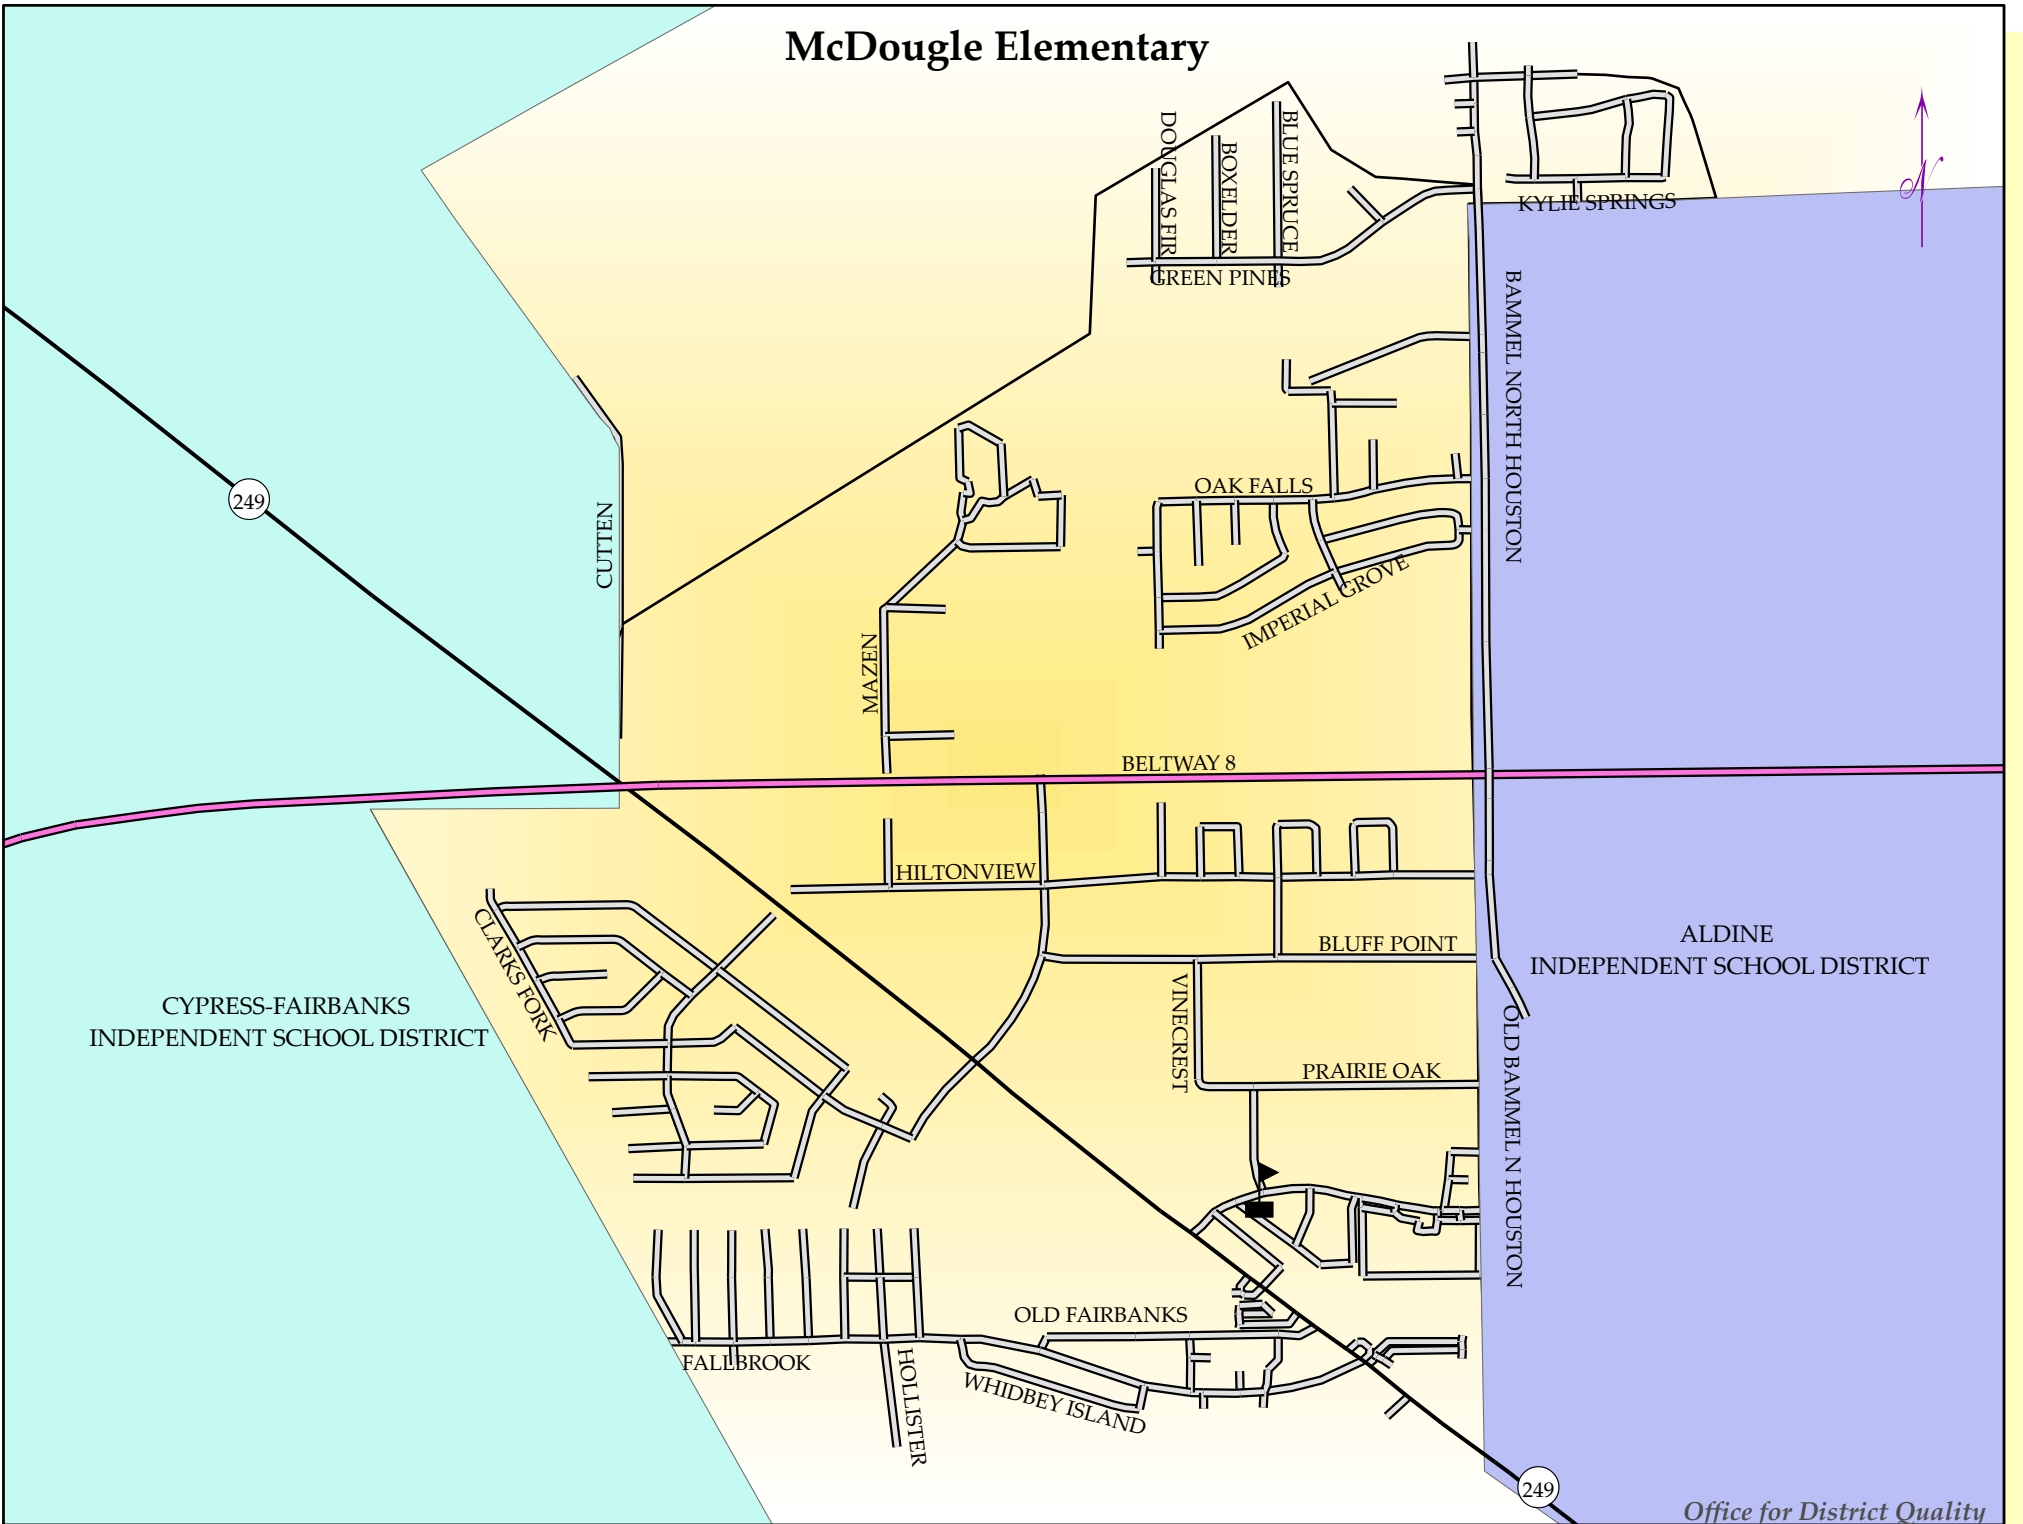 McDougle Elementary
DOUGLAS FIR
BOXELDER
BLUE SPRUCE
N
KYLIE SPRINGS
GREEN PINES
BAMMEL NORTH HOUSTON
249
CUTTEN
OAK FALLS
IMPERIAL GROVE
MAZEN
BELTWAY 8
HILTONVIEW
CLARKS FORK
BLUFF POINT
ALDINE
INDEPENDENT SCHOOL DISTRICT
CYPRESS-FAIRBANKS
INDEPENDENT SCHOOL DISTRICT
VINECREST
OLD BAMMEL N HOUSTON
PRAIRIE OAK
OLD FAIRBANKS
FALLBROOK
HOLLISTER
WHIDBEY ISLAND
249
Office for District Quality